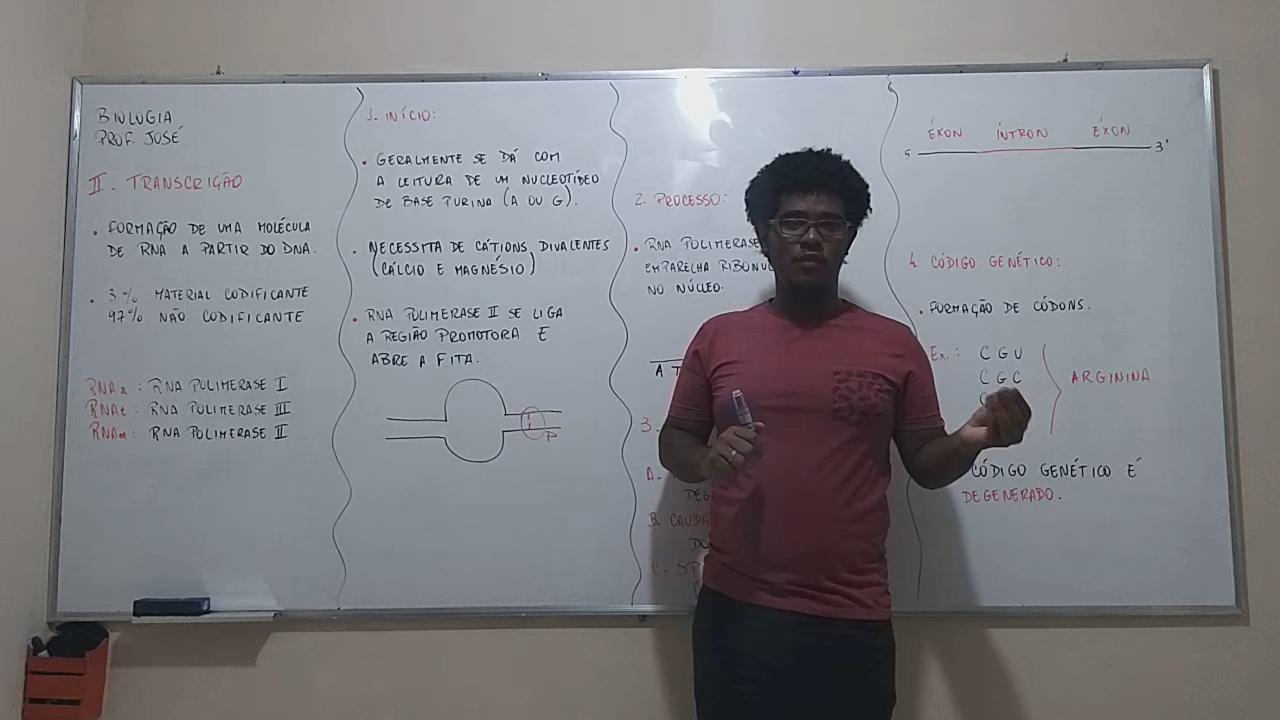 BIOLOGIA
PROF. JOSÉ
II. TRANSCRIÇÃO
• FORMAÇÃO DE UMA MOLÉCULA
DE RNA A PARTIR DO DNA.
• 3% MATERIAL CODIFICANTE
97% NÃO CODIFICANTE
RNAr : RNA POLIMERASE I
RNAt : RNA POLIMERASE III
RNAm : RNA POLIMERASE II
1. INÍCIO:
• GERALMENTE SE DÁ COM
A LEITURA DE UM NUCLEOTÍDEO
DE BASE PURINA (A OU G).
• NECESSITA DE CÁTIONS DIVALENTES
(CÁLCIO E MAGNÉSIO)
• RNA POLIMERASE II SE LIGA
A REGIÃO PROMOTORA E
ABRE A FITA.
P
2. PROCESSO:
• RNA POLIMERASE
EMPARELHA
NO NÚCLEO.
A T
3.
A.
B. CAUDA
C.
ÉXON ÍNTRON ÉXON
5' 3'
4. CÓDIGO GENÉTICO:
• FORMAÇÃO DE CÓDONS.
Ex.: C G U
C G C
ARGININA
CÓDIGO GENÉTICO É
DEGENERADO.